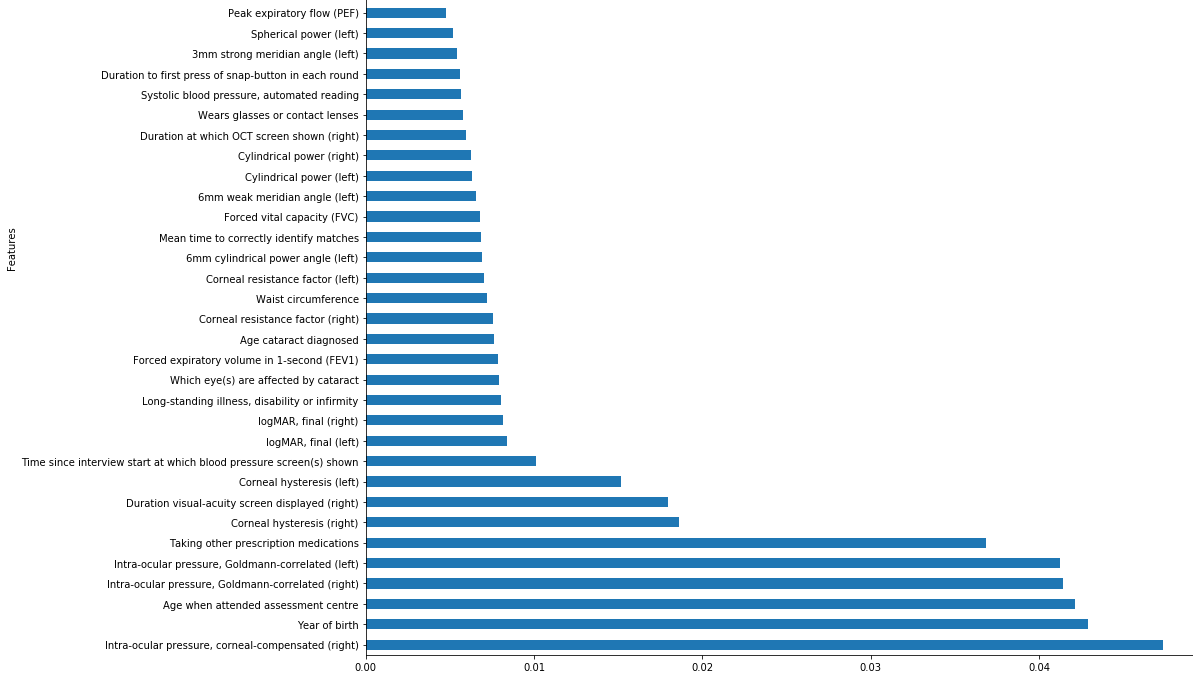 Peak expiratory flow (PEF)
Spherical power (left)
3mm strong meridian angle (left)
Duration to first press of snap-button in each round
Systolic blood pressure, automated reading
Wears glasses or contact lenses
Duration at which OCT screen shown (right)
Cylindrical power (right)
Cylindrical power (left)
6mm weak meridian angle (left)
Forced vital capacity (FVC)
Mean time to correctly identify matches
6mm cylindrical power angle (left)
Corneal resistance factor (left)
Waist circumference
Corneal resistance factor (right)
Age cataract diagnosed
Forced expiratory volume in 1-second (FEV1)
Which eye(s) are affected by cataract
Long-standing illness, disability or infirmity
logMAR, final (right)
logMAR, final (left)
Time since interview start at which blood pressure screen(s) shown
Corneal hysteresis (left)
Duration visual-acuity screen displayed (right)
Corneal hysteresis (right)
Taking other prescription medications
Intra-ocular pressure, Goldmann-correlated (left)
Intra-ocular pressure, Goldmann-correlated (right)
Age when attended assessment centre
Year of birth
Intra-ocular pressure, corneal-compensated (right)
Features
0.00 0.01 0.02 0.03 0.04